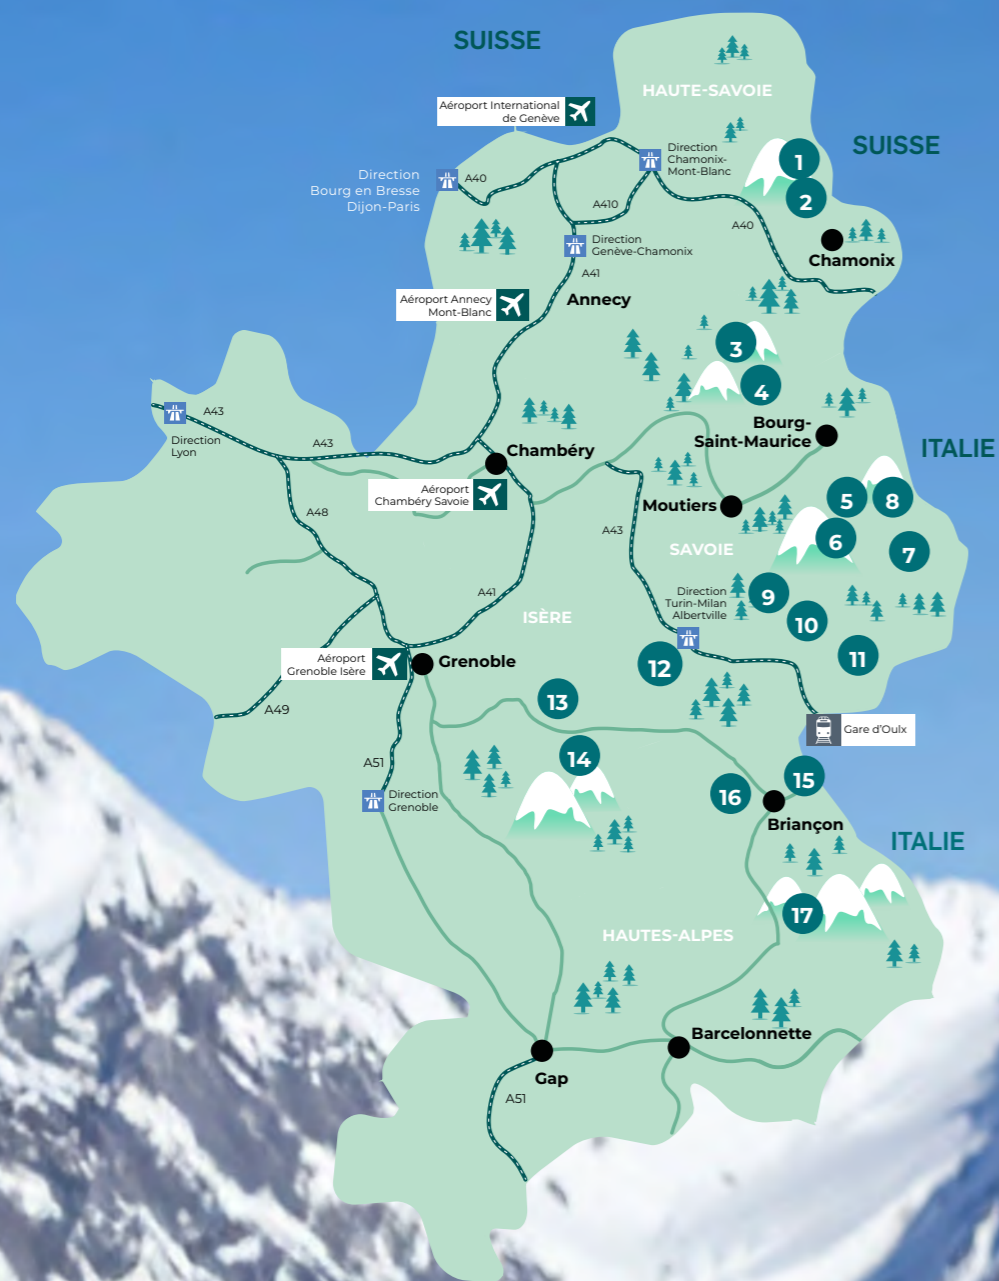 SUISSE
HAUTE-SAVOIE
Aéroport International
de Genève
SUISSE
Direction
Chamonix-
Mont-Blanc
1
Direction
Bourg en Bresse
Dijon-Paris
A40
2
A410
A40
Direction
Genève-Chamonix
Chamonix
A41
Aéroport Annecy
Mont-Blanc
Annecy
3
4
A43
Direction
Lyon
A43
Bourg-
Saint-Maurice
ITALIE
Chambéry
Aéroport
Chambéry Savoie
Moutiers
5
8
A48
A43
6
SAVOIE
7
A41
Direction
Turin-Milan
Albertville
9
ISÈRE
10
Aéroport
Grenoble Isère
Grenoble
12
11
A49
13
Gare d'Oulx
A51
14
15
Direction
Grenoble
16
Briançon
ITALIE
17
HAUTES-ALPES
Barcelonnette
Gap
A51